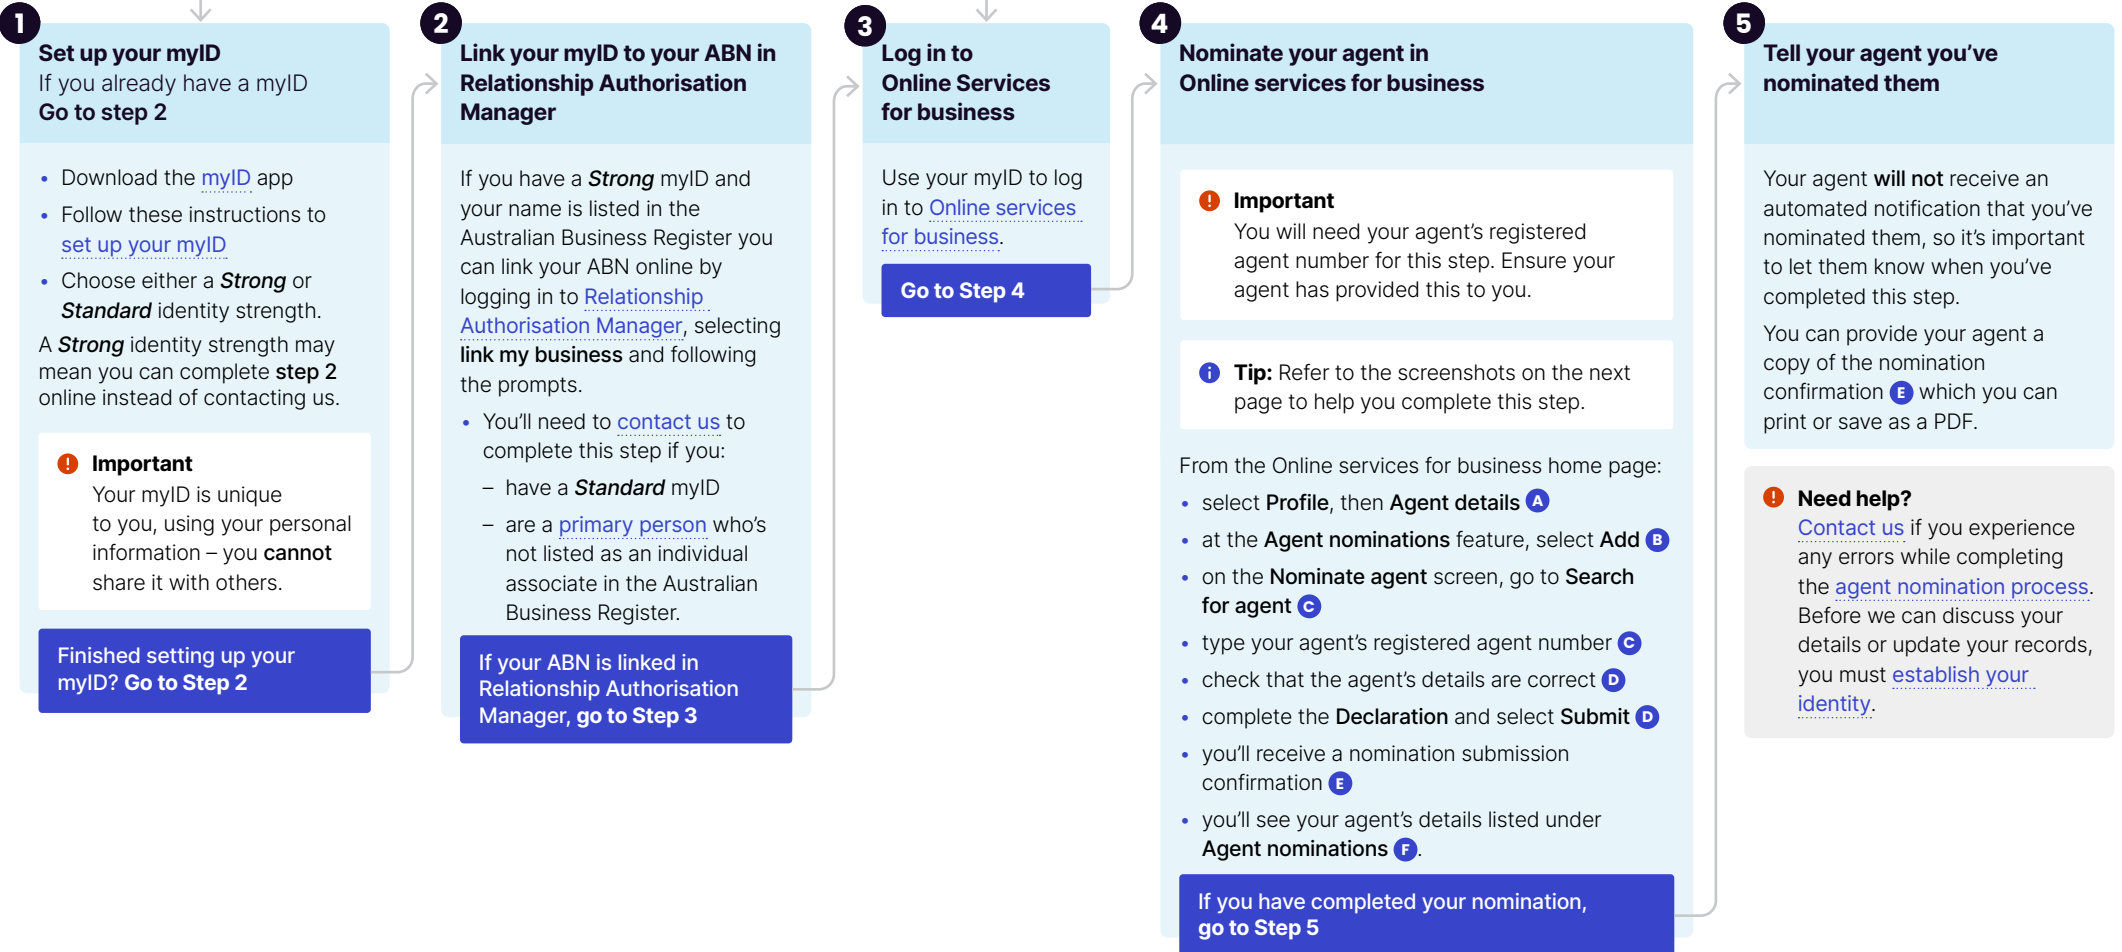 1
Set up your myID
If you already have a myID
Go to step 2
• Download the myID app
• Follow these instructions to
set up your myID
• Choose either a Strong or
Standard identity strength.
A Strong identity strength may
mean you can complete step 2
online instead of contacting us.
Important
Your myID is unique
to you, using your personal
information – you cannot
share it with others.
Finished setting up your
myID? Go to Step 2
2
Link your myID to your ABN in
Relationship Authorisation
Manager
If you have a Strong myID and
your name is listed in the
Australian Business Register you
can link your ABN online by
logging in to Relationship
Authorisation Manager, selecting
link my business and following
the prompts.
• You'll need to contact us to
complete this step if you:
– have a Standard myID
– are a primary person who's
not listed as an individual
associate in the Australian
Business Register.
If your ABN is linked in
Relationship Authorisation
Manager, go to Step 3
3
Log in to
Online Services
for business
Use your myID to log
in to Online services
for business.
Go to Step 4
4
Nominate your agent in
Online services for business
Important
You will need your agent's registered
agent number for this step. Ensure your
agent has provided this to you.
Tip: Refer to the screenshots on the next
page to help you complete this step.
From the Online services for business home page:
• select Profile, then Agent details A
• at the Agent nominations feature, select Add B
• on the Nominate agent screen, go to Search
for agent C
• type your agent's registered agent number C
• check that the agent's details are correct D
• complete the Declaration and select Submit D
• you'll receive a nomination submission
confirmation E
• you'll see your agent's details listed under
Agent nominations F.
If you have completed your nomination,
go to Step 5
5
Tell your agent you've
nominated them
Your agent will not receive an
automated notification that you've
nominated them, so it's important
to let them know when you've
completed this step.
You can provide your agent a
copy of the nomination
confirmation E which you can
print or save as a PDF.
Need help?
Contact us if you experience
any errors while completing
the agent nomination process.
Before we can discuss your
details or update your records,
you must establish your
identity.